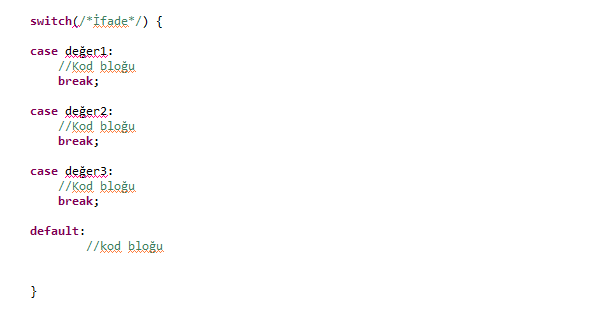 switch(/*İfade*/) {
case değer1:
//Kod bloğu
break;
case değer2:
//Kod bloğu
break;
case değer3:
//Kod bloğu
break;
default:
//kod bloğu
}